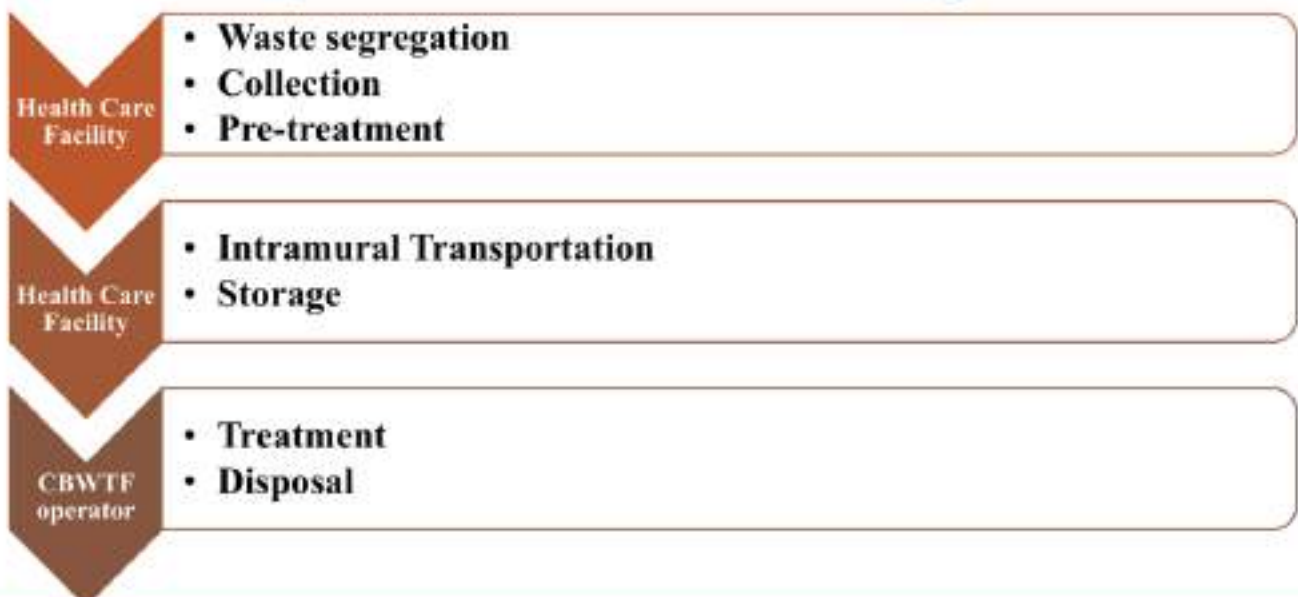 Health Care
Facility
• Waste segregation
• Collection
• Pre-treatment
Health Care
Facility
• Intramural Transportation
• Storage
CBWTF
operator
• Treatment
• Disposal